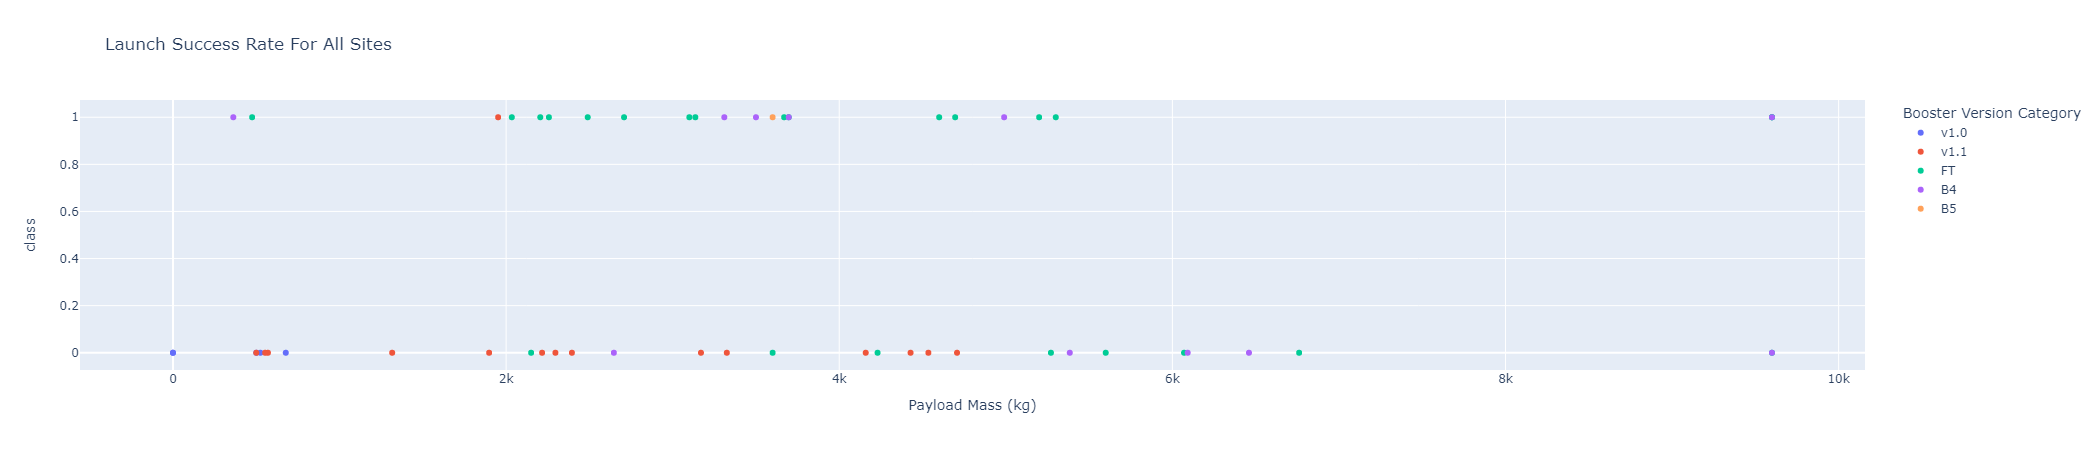 Launch Success Rate For All Sites
1
0.8
0.6
0.4
0.2
0
class
0 2k 4k 6k 8k 10k
Payload Mass (kg)
Booster Version Category
v1.0
v1.1
FT
B4
B5